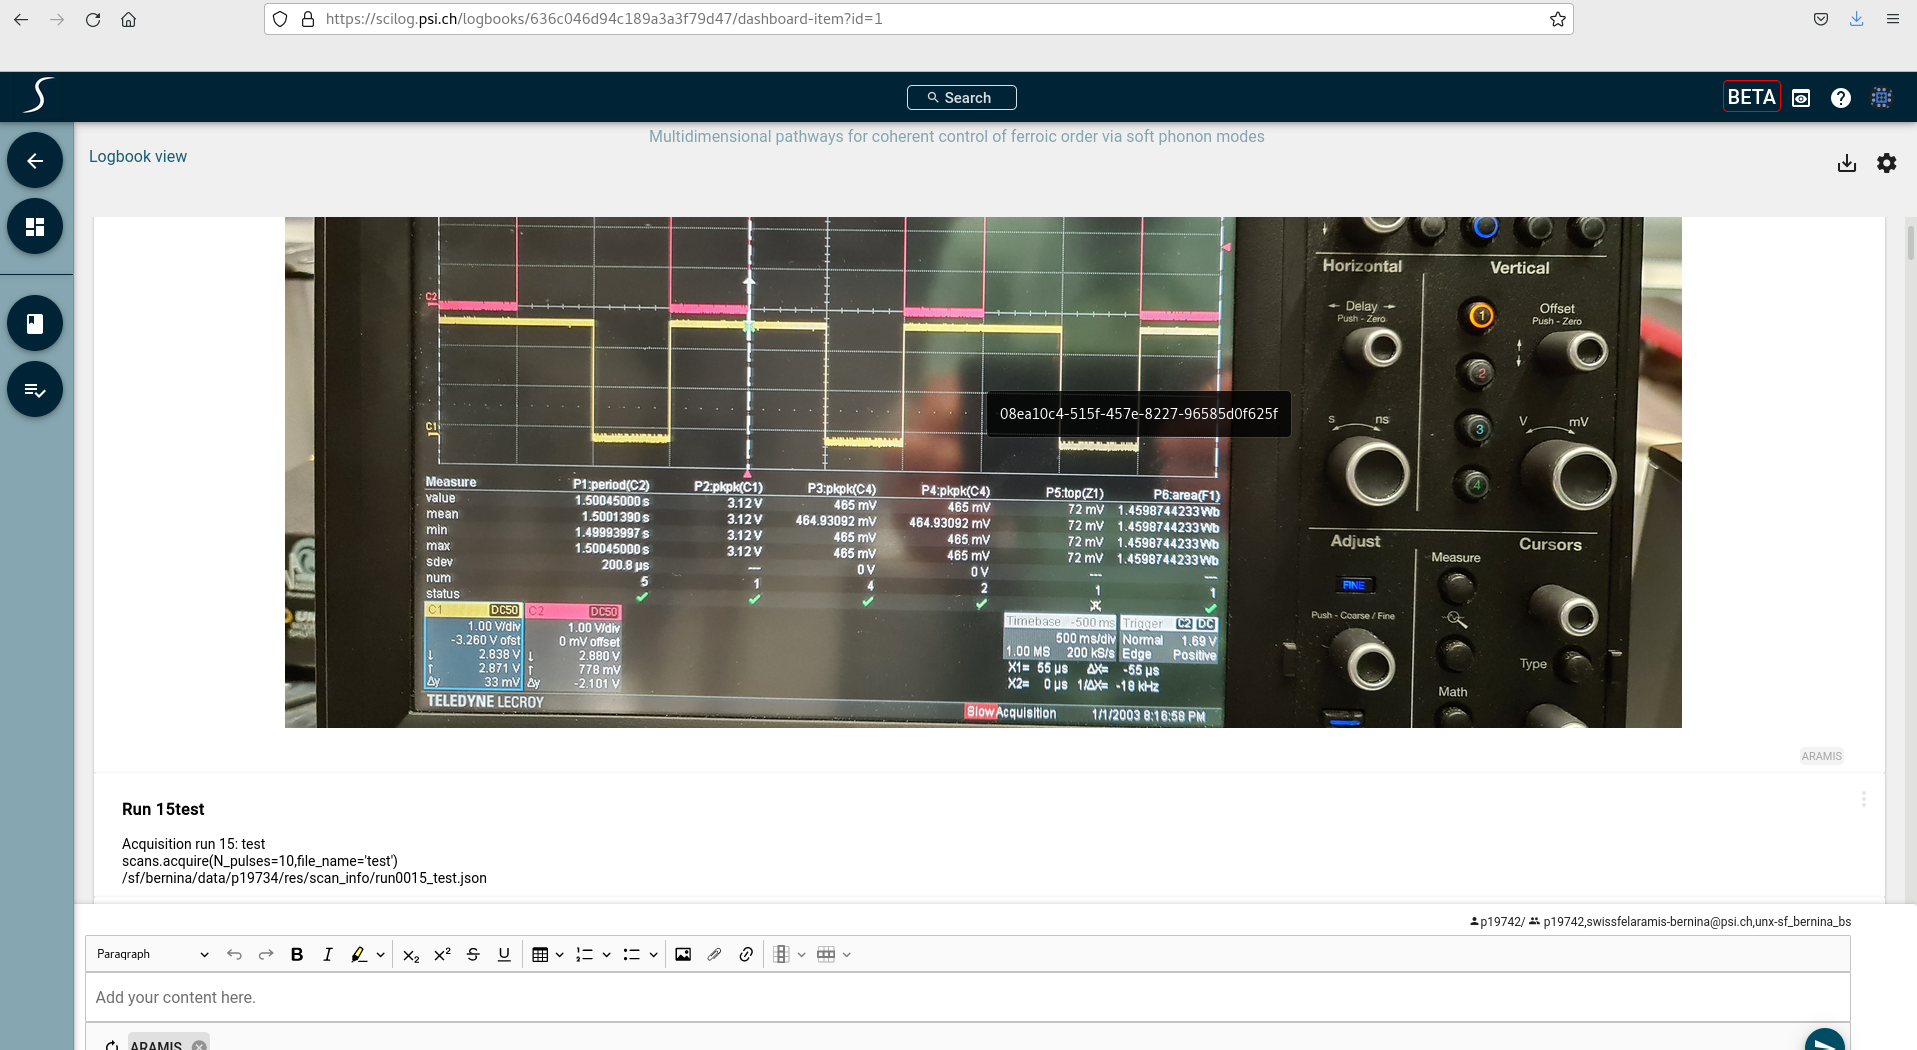 https://scilog.psi.ch/logbooks/636c046d94c189a3a3f79d47/dashboard-item?id=1
Search
BETA
Multidimensional pathways for coherent control of ferroic order via soft phonon modes
Logbook view
Horizontal Vertical
Delay
Push - Zero
Offset
Push - Zero
1
2
3
4
s ns
V mV
C2
C1
08ea10c4-515f-457e-8227-96585d0f625f
Measure P1:period(C2) P2:pkpk(C1) P3:pkpk(C4) P4:pkpk(C4) P5:top(Z1) P6:area(F1)
value 1.50045000 s 3.12 V 465 mV 465 mV 72 mV 1.4598744233 Wb
mean 1.5001390 s 3.12 V 464.93092 mV 464.93092 mV 72 mV 1.4598744233 Wb
min 1.49993997 s 3.12 V 465 mV 465 mV 72 mV 1.4598744233 Wb
max 1.50045000 s 3.12 V 465 mV 465 mV 72 mV 1.4598744233 Wb
sdev 200.8 µs --- 0 V 0 V --- ---
num 5 1 4 2 1 1
status
C1 DC50 C2 DC50
1.00 V/div 1.00 V/div
-3.260 V ofst 0 mV offset
↓ 2.838 V ↓ 2.880 V
↑ 2.871 V ↑ 778 mV
Δy 33 mV Δy -2.101 V
Timebase -500 ms Trigger C2 DC
500 ms/div Normal 1.69 V
1.00 MS 200 kS/s Edge Positive
X1= 55 µs ΔX= -55 µs
X2= 0 µs 1/ΔX= -18 kHz
TELEDYNE LECROY
Slow Acquisition 1/1/2003 8:16:58 PM
Adjust Measure Cursors
FINE
Push - Coarse / Fine
Type
Math
ARAMIS
Run 15test
Acquisition run 15: test
scans.acquire(N_pulses=10,file_name='test')
/sf/bernina/data/p19734/res/scan_info/run0015_test.json
p19742/ p19742,swissfelaramis-bernina@psi.ch,unx-sf_bernina_bs
Paragraph
Add your content here.
ARAMIS